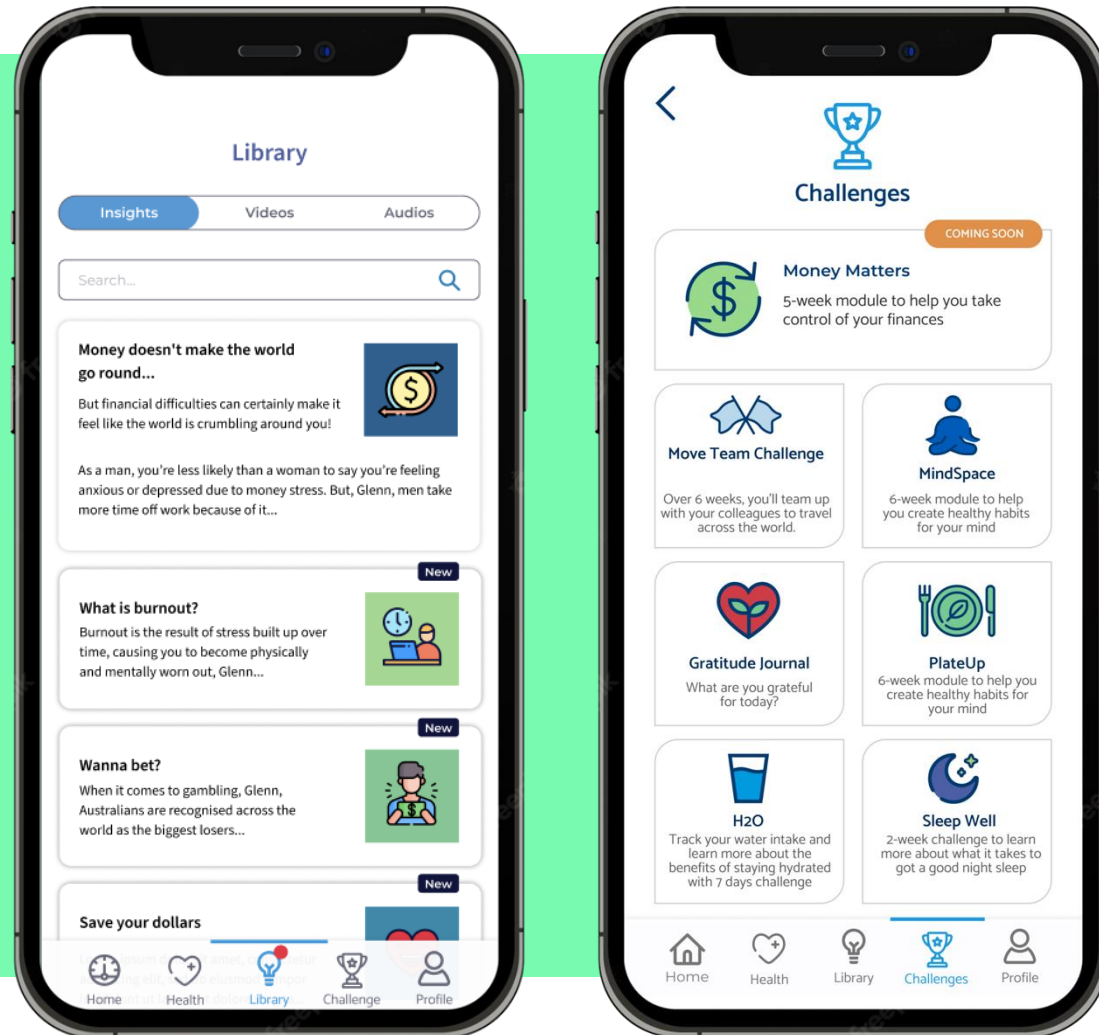 Library
Insights
Videos
Audios
Search...
Money doesn't make the world
go round...
But financial difficulties can certainly make it
feel like the world is crumbling around you!
As a man, you're less likely than a woman to say you're feeling
anxious or depressed due to money stress. But, Glenn, men take
more time off work because of it...
New
What is burnout?
Burnout is the result of stress built up over
time, causing you to become physically
and mentally worn out, Glenn...
New
Wanna bet?
When it comes to gambling, Glenn,
Australians are recognised across the
world as the biggest losers...
New
Save your dollars
Home
Health
Library
Challenge
Profile
Challenges
COMING SOON
Money Matters
5-week module to help you take
control of your finances
Move Team Challenge
Over 6 weeks, you'll team up
with your colleagues to travel
across the world.
MindSpace
6-week module to help
you create healthy habits
for your mind
Gratitude Journal
What are you grateful
for today?
PlateUp
6-week module to help you
create healthy habits for
your mind
H2O
Track your water intake and
learn more about the
benefits of staying hydrated
with 7 days challenge
Sleep Well
2-week challenge to learn
more about what it takes to
got a good night sleep
Home
Health
Library
Challenges
Profile